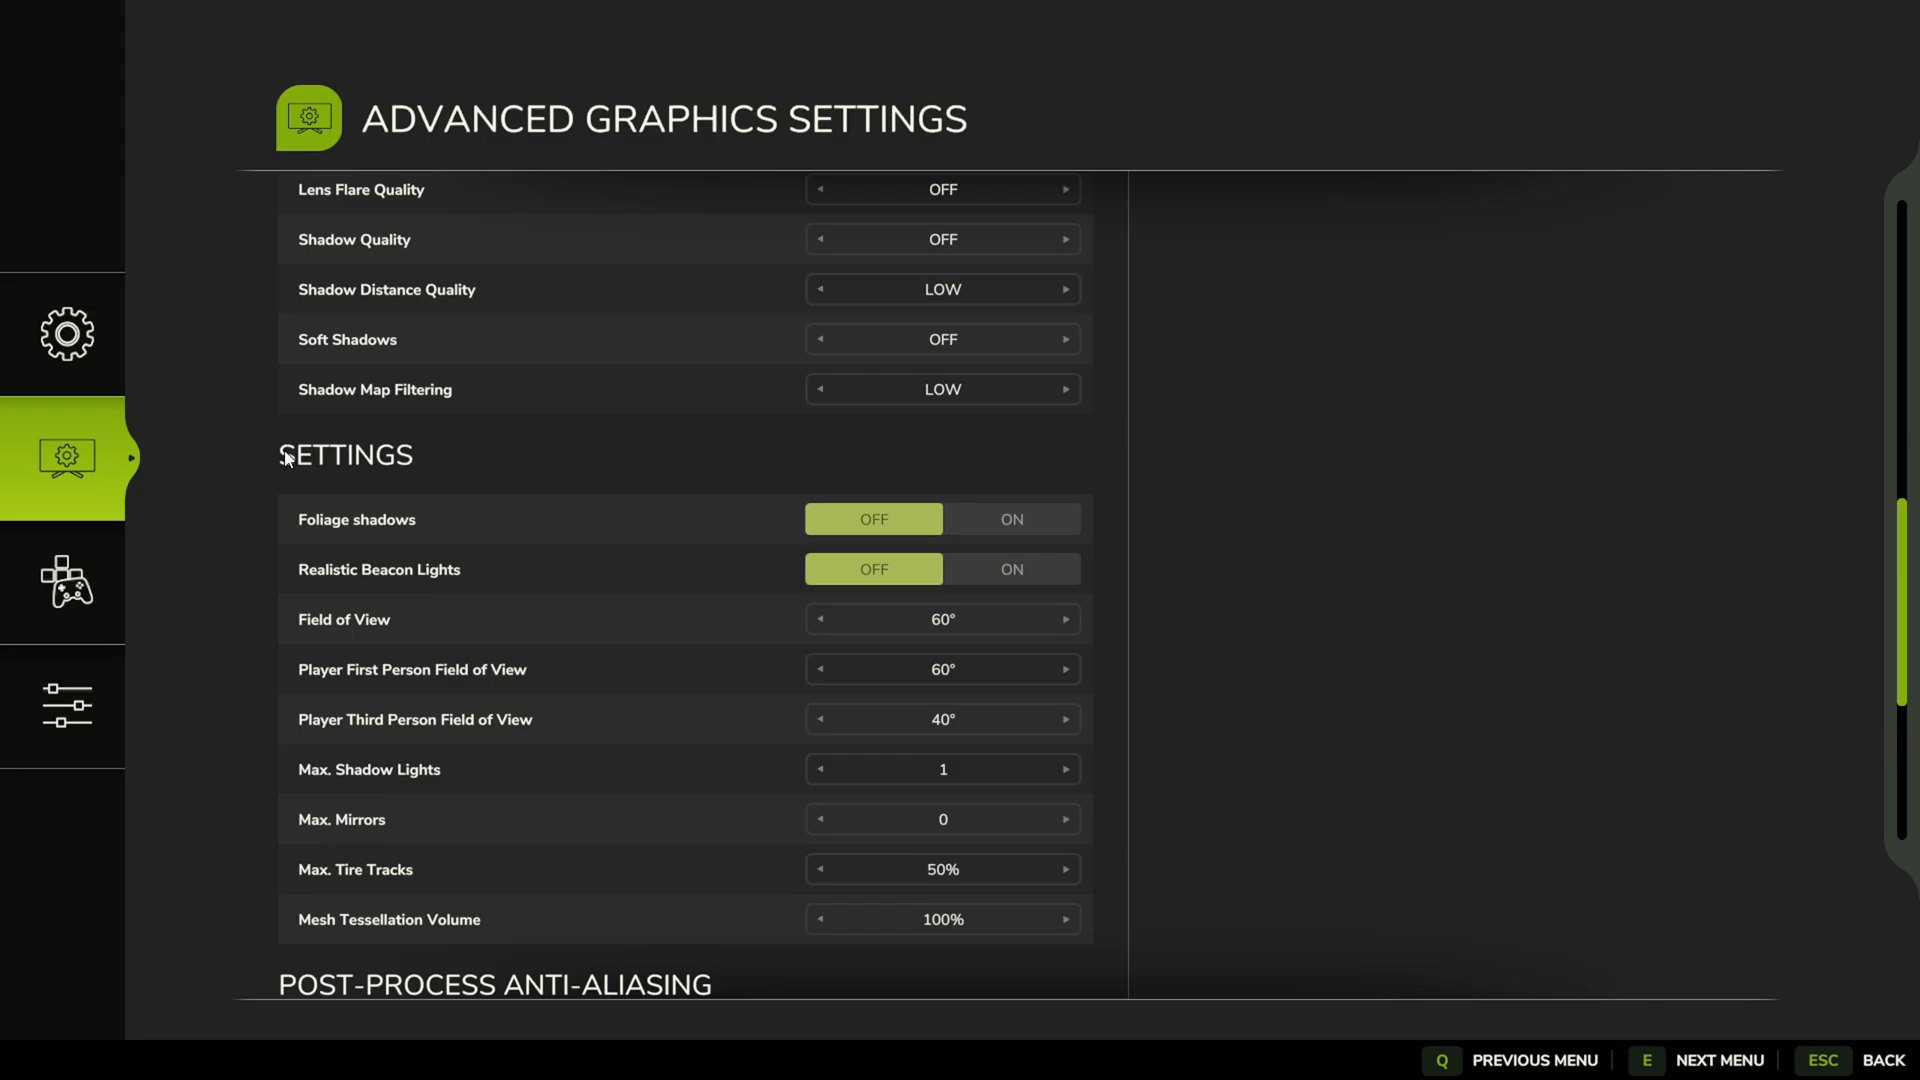 ADVANCED GRAPHICS SETTINGS
Lens Flare Quality OFF
Shadow Quality OFF
Shadow Distance Quality LOW
Soft Shadows OFF
Shadow Map Filtering LOW
SETTINGS
Foliage shadows OFF ON
Realistic Beacon Lights OFF ON
Field of View 60°
Player First Person Field of View 60°
Player Third Person Field of View 40°
Max. Shadow Lights 1
Max. Mirrors 0
Max. Tire Tracks 50%
Mesh Tessellation Volume 100%
POST-PROCESS ANTI-ALIASING
Q PREVIOUS MENU E NEXT MENU ESC BACK